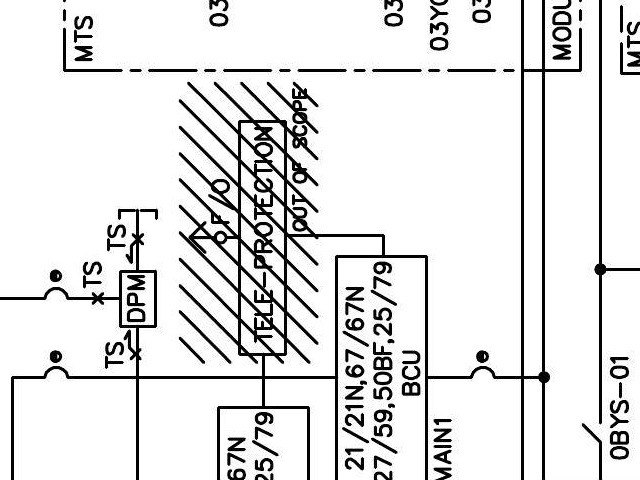 MTS
03
03
03Y0
03
MODU
MTS
TELE-PROTECTION
OUT OF SCOPE
F/O
TS
TS
DPM
TS
21/21N,67/67N
27/59,50BF,25/79
BCU
67N
25/79
MAIN1
0BYS-01